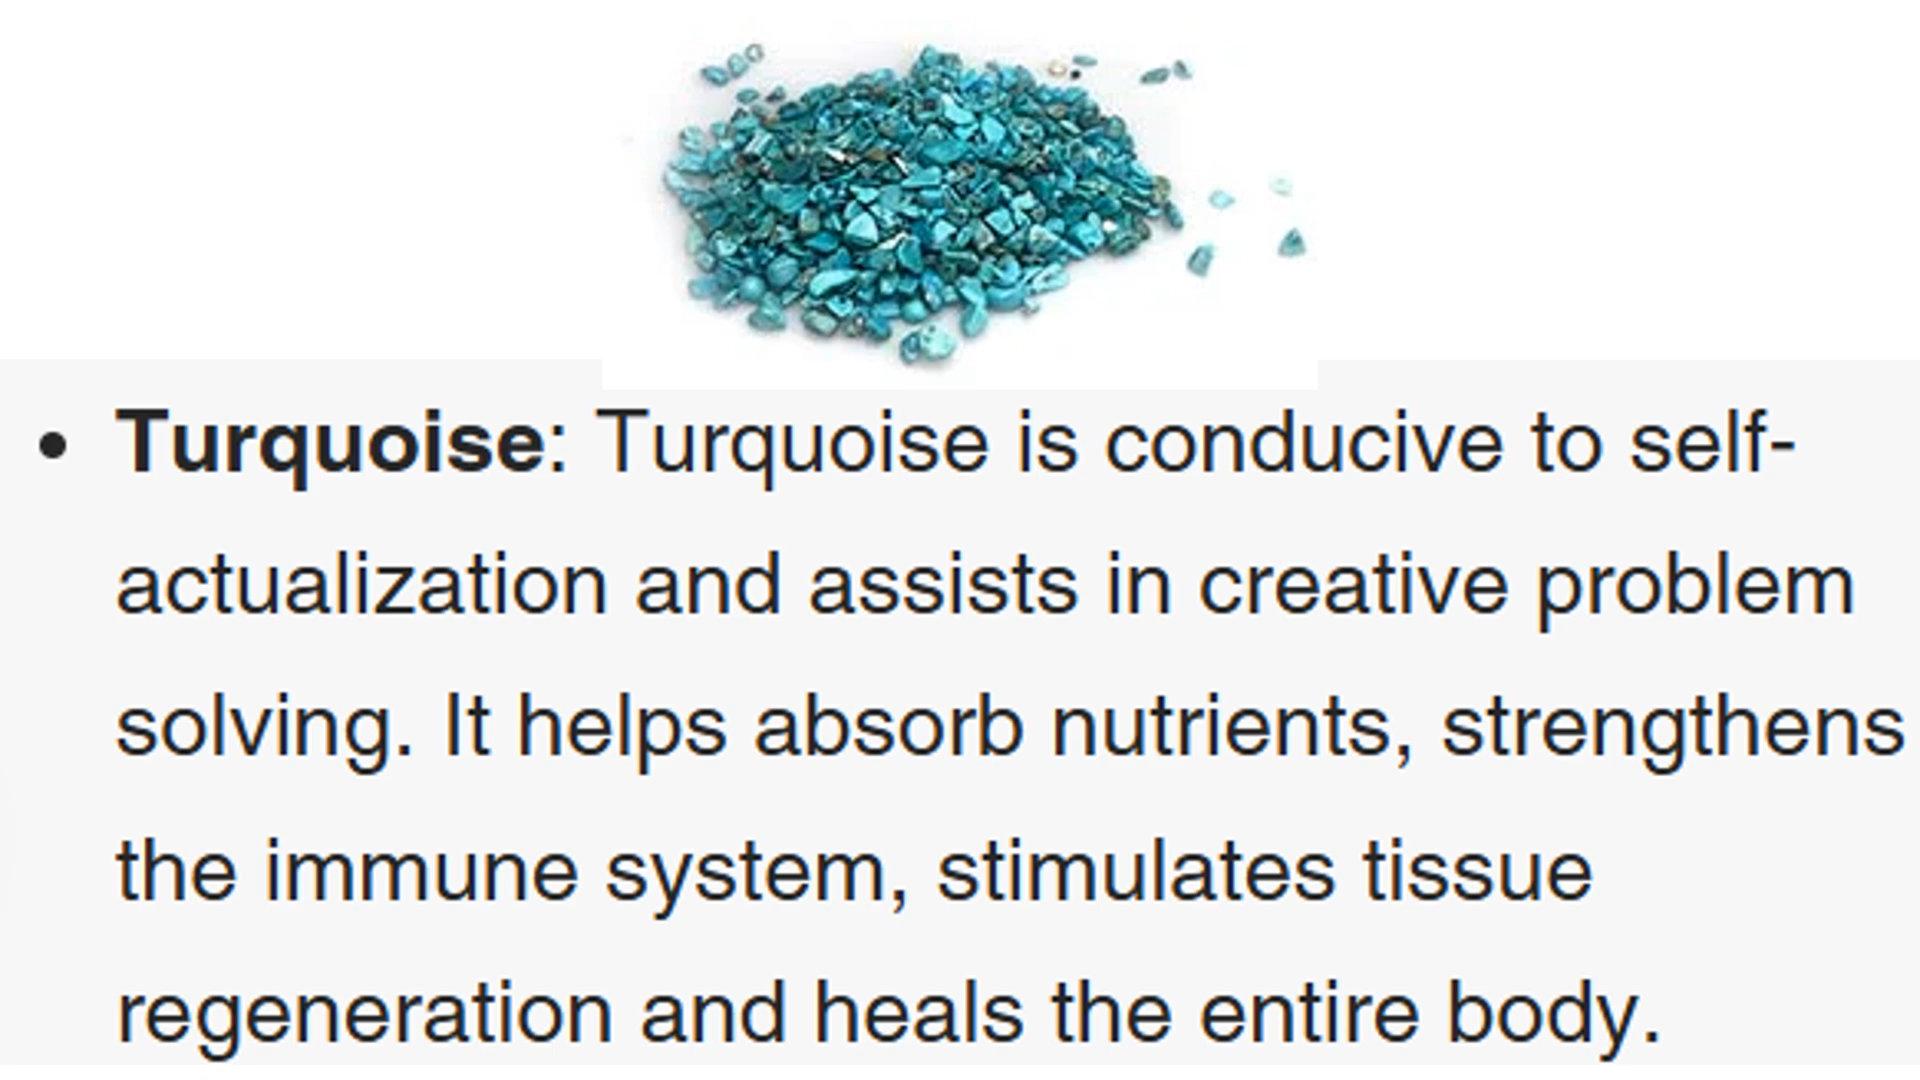 • Turquoise: Turquoise is conducive to self-
actualization and assists in creative problem
solving. It helps absorb nutrients, strengthens
the immune system, stimulates tissue
regeneration and heals the entire body.